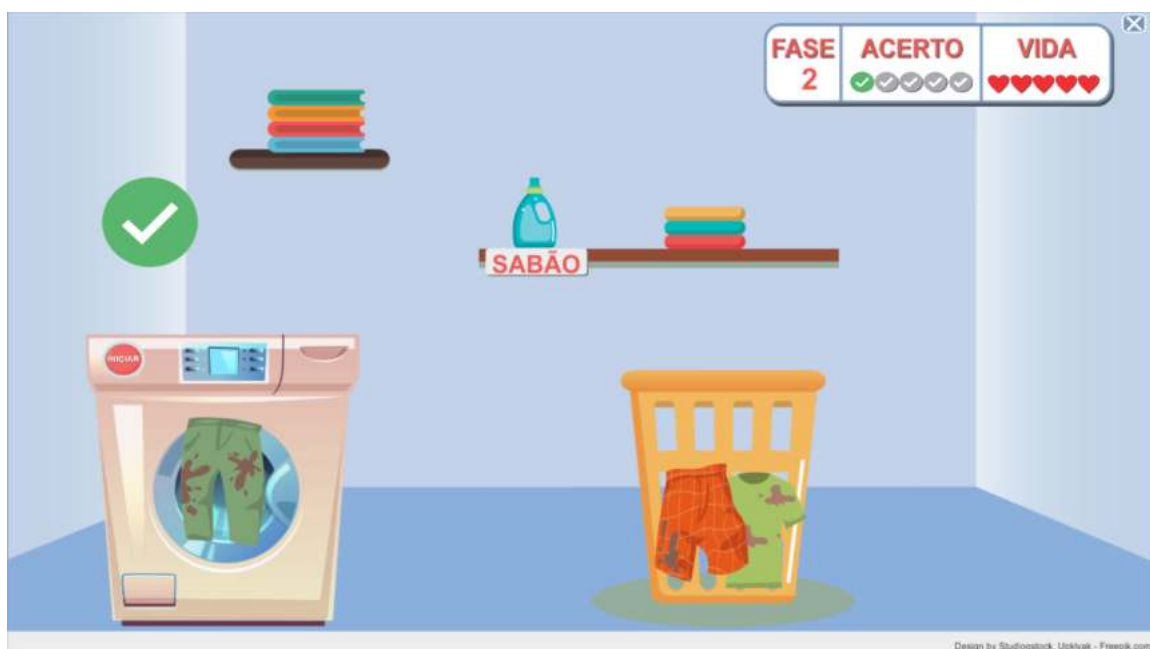 FASE
2
ACERTO
VIDA
SABÃO
INICIAR
Design by Studiogstock, Upklyak - Freepik.com